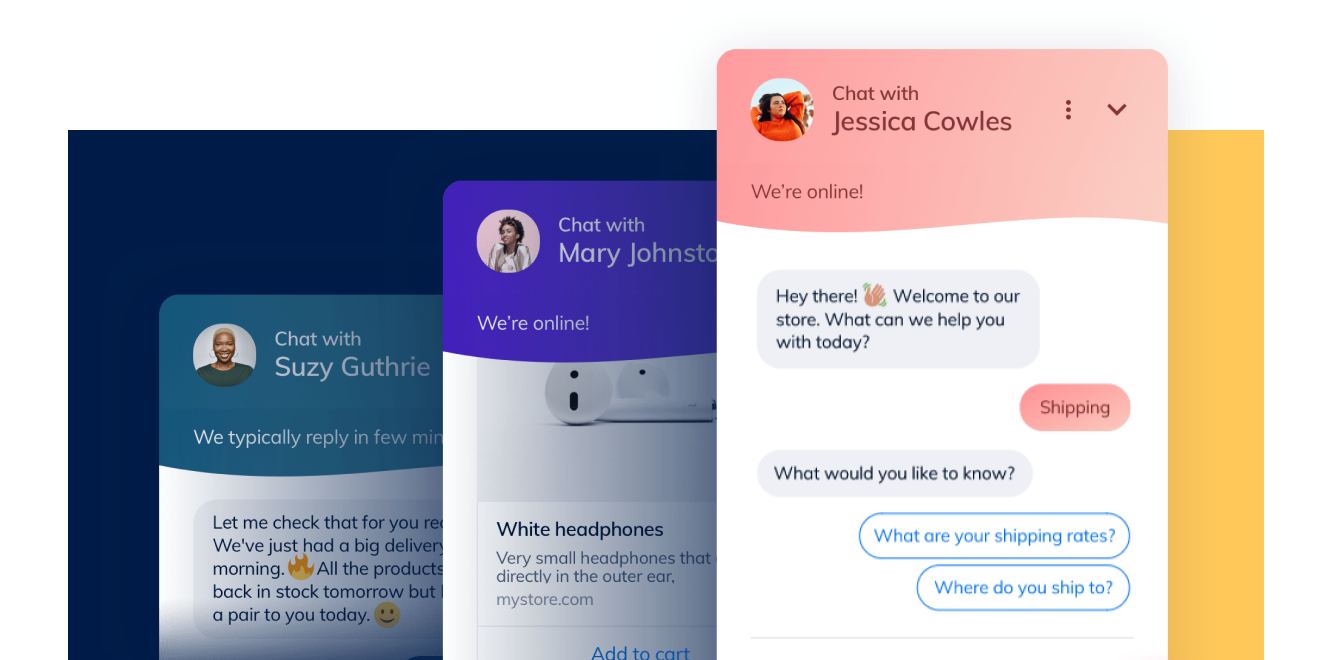 Chat with
Jessica Cowles
We're online!
Hey there! 👋🏽 Welcome to our
store. What can we help you
with today?
Shipping
What would you like to know?
What are your shipping rates?
Where do you ship to?
Chat with
Mary
We're online!
White headphones
Very small headphones that
directly in the outer ear,
mystore.com
Add to cart
Chat with
Suzy Guthrie
We typically reply in few
Let me check that for you
We've just had a big delivery
morning. 🔥 All the products
back in stock tomorrow but
a pair to you today. 🙂